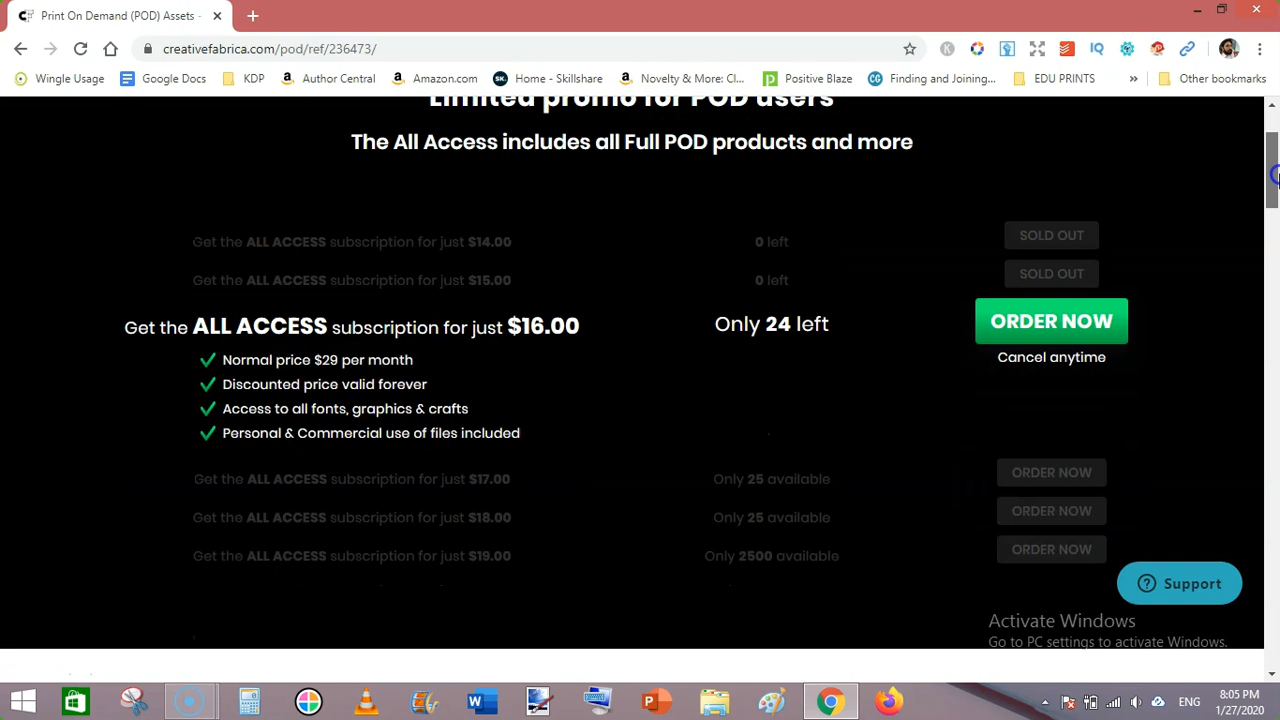 Print On Demand (POD) Assets -
creativefabrica.com/pod/ref/236473/
Wingle Usage Google Docs KDP Author Central Amazon.com Home - Skillshare Novelty & More: Cl... Positive Blaze Finding and Joining,... EDU PRINTS » Other bookmarks
Limited promo for POD users
The All Access includes all Full POD products and more
Get the ALL ACCESS subscription for just $14.00 0 left SOLD OUT
Get the ALL ACCESS subscription for just $15.00 0 left SOLD OUT
Get the ALL ACCESS subscription for just $16.00 Only 24 left ORDER NOW
Cancel anytime
Normal price $29 per month
Discounted price valid forever
Access to all fonts, graphics & crafts
Personal & Commercial use of files included
Get the ALL ACCESS subscription for just $17.00 Only 25 available ORDER NOW
Get the ALL ACCESS subscription for just $18.00 Only 25 available ORDER NOW
Get the ALL ACCESS subscription for just $19.00 Only 2500 available ORDER NOW
Support
Activate Windows
Go to PC settings to activate Windows.
ENG 8:05 PM
1/27/2020